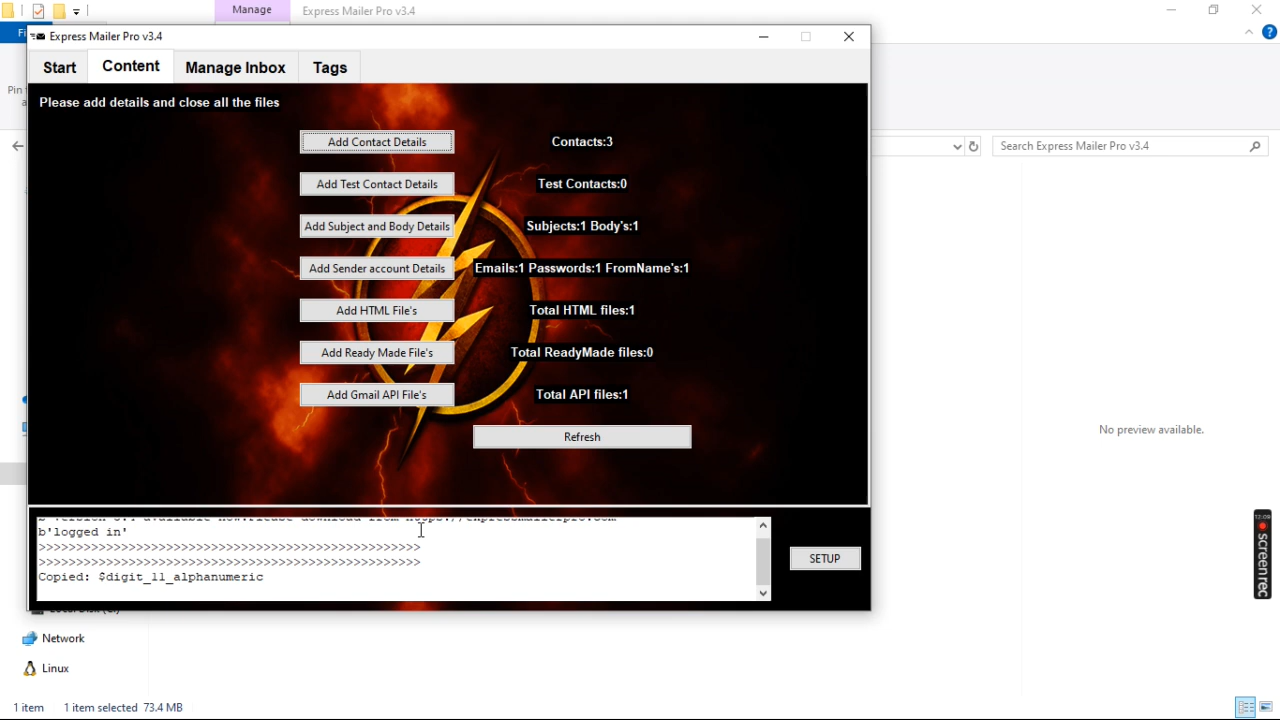 Manage
Express Mailer Pro v3.4
Express Mailer Pro v3.4
Start
Content
Manage Inbox
Tags
Please add details and close all the files
Add Contact Details
Contacts:3
Add Test Contact Details
Test Contacts:0
Add Subject and Body Details
Subjects:1 Body's:1
Add Sender account Details
Emails:1 Passwords:1 FromName's:1
Add HTML File's
Total HTML files:1
Add Ready Made File's
Total ReadyMade files:0
Add Gmail API File's
Total API files:1
Refresh
Search Express Mailer Pro v3.4
No preview available.
b'logged in'
>>>>>>>>>>>>>>>>>>>>>>>>>>>>>>>>>>>>>>>>>>>>>>>>>>>
>>>>>>>>>>>>>>>>>>>>>>>>>>>>>>>>>>>>>>>>>>>>>>>>>>>
Copied: $digit_11_alphanumeric
SETUP
screenrec
Network
Linux
1 item
1 item selected 73.4 MB